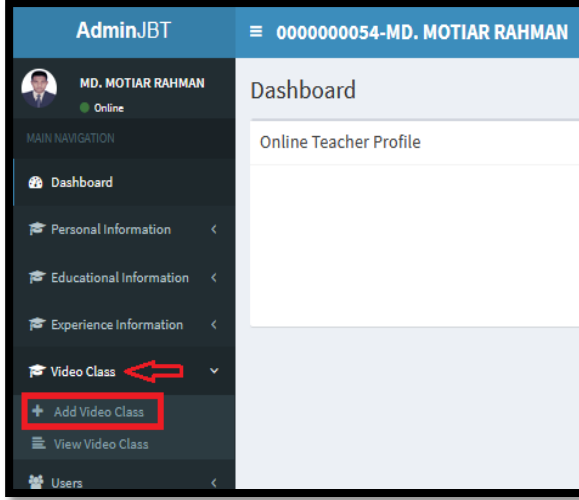 AdminJBT
0000000054-MD. MOTIAR RAHMAN
MD. MOTIAR RAHMAN
Online
MAIN NAVIGATION
Dashboard
Personal Information
Educational Information
Experience Information
Video Class
Add Video Class
View Video Class
Users
Dashboard
Online Teacher Profile